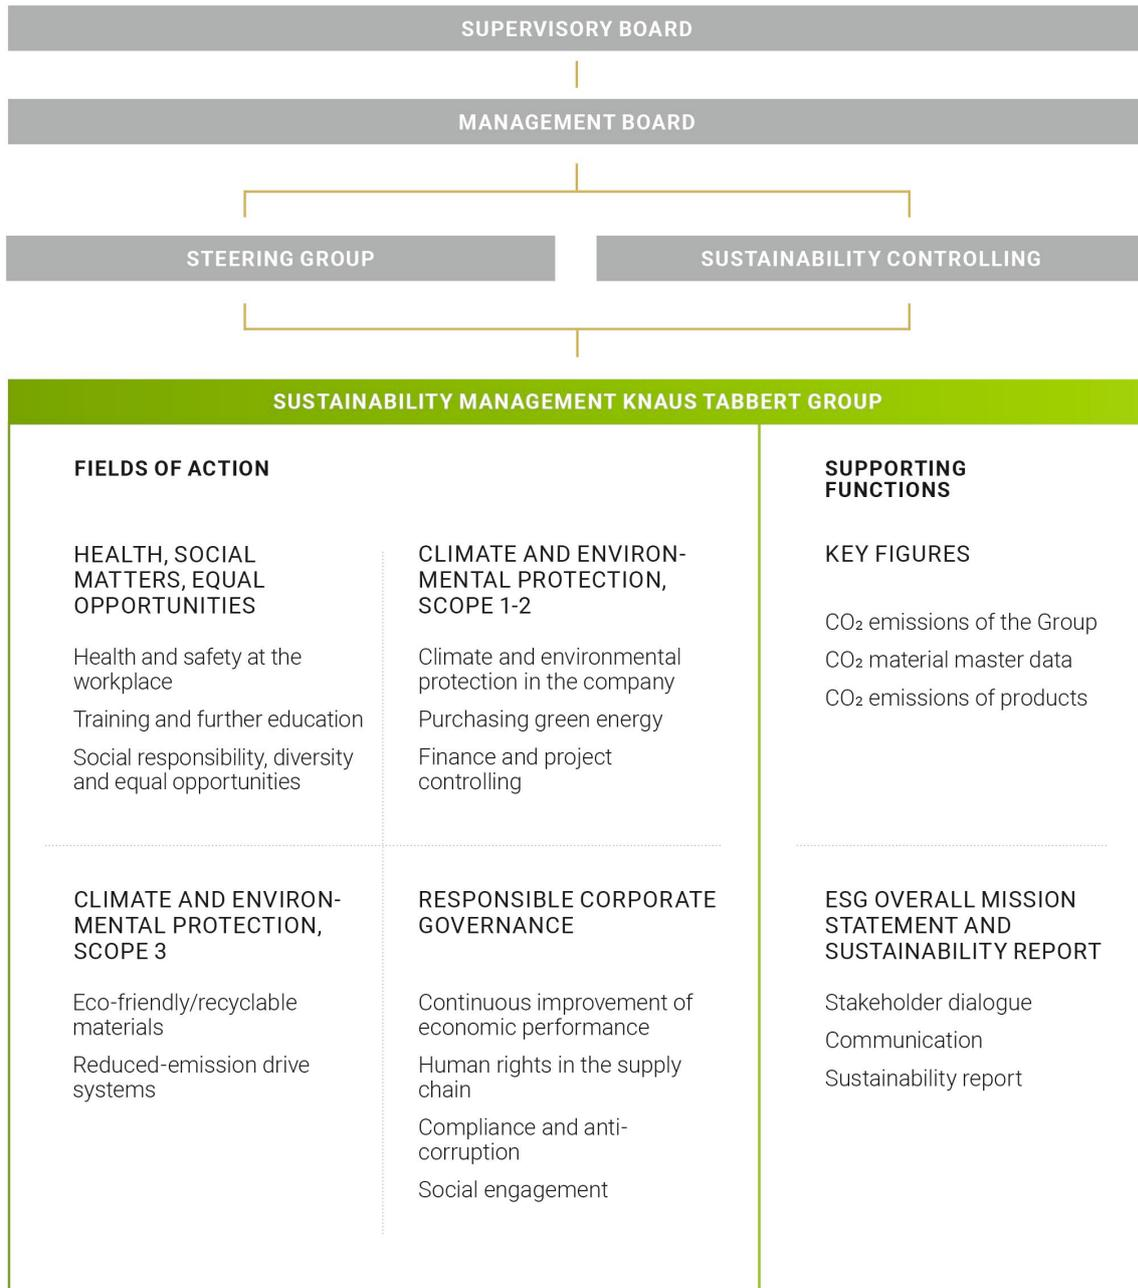 SUPERVISORY BOARD
MANAGEMENT BOARD
STEERING GROUP
SUSTAINABILITY CONTROLLING
SUSTAINABILITY MANAGEMENT KNAUS TABBERT GROUP
FIELDS OF ACTION
HEALTH, SOCIAL
MATTERS, EQUAL
OPPORTUNITIES
Health and safety at the
workplace
Training and further education
Social responsibility, diversity
and equal opportunities
CLIMATE AND ENVIRON-
MENTAL PROTECTION,
SCOPE 1-2
Climate and environmental
protection in the company
Purchasing green energy
Finance and project
controlling
CLIMATE AND ENVIRON-
MENTAL PROTECTION,
SCOPE 3
Eco-friendly/recyclable
materials
Reduced-emission drive
systems
RESPONSIBLE CORPORATE
GOVERNANCE
Continuous improvement of
economic performance
Human rights in the supply
chain
Compliance and anti-
corruption
Social engagement
SUPPORTING
FUNCTIONS
KEY FIGURES
CO₂ emissions of the Group
CO₂ material master data
CO₂ emissions of products
ESG OVERALL MISSION
STATEMENT AND
SUSTAINABILITY REPORT
Stakeholder dialogue
Communication
Sustainability report